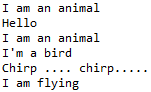 I am an animal
Hello
I am an animal
I'm a bird
Chirp .... chirp.....
I am flying